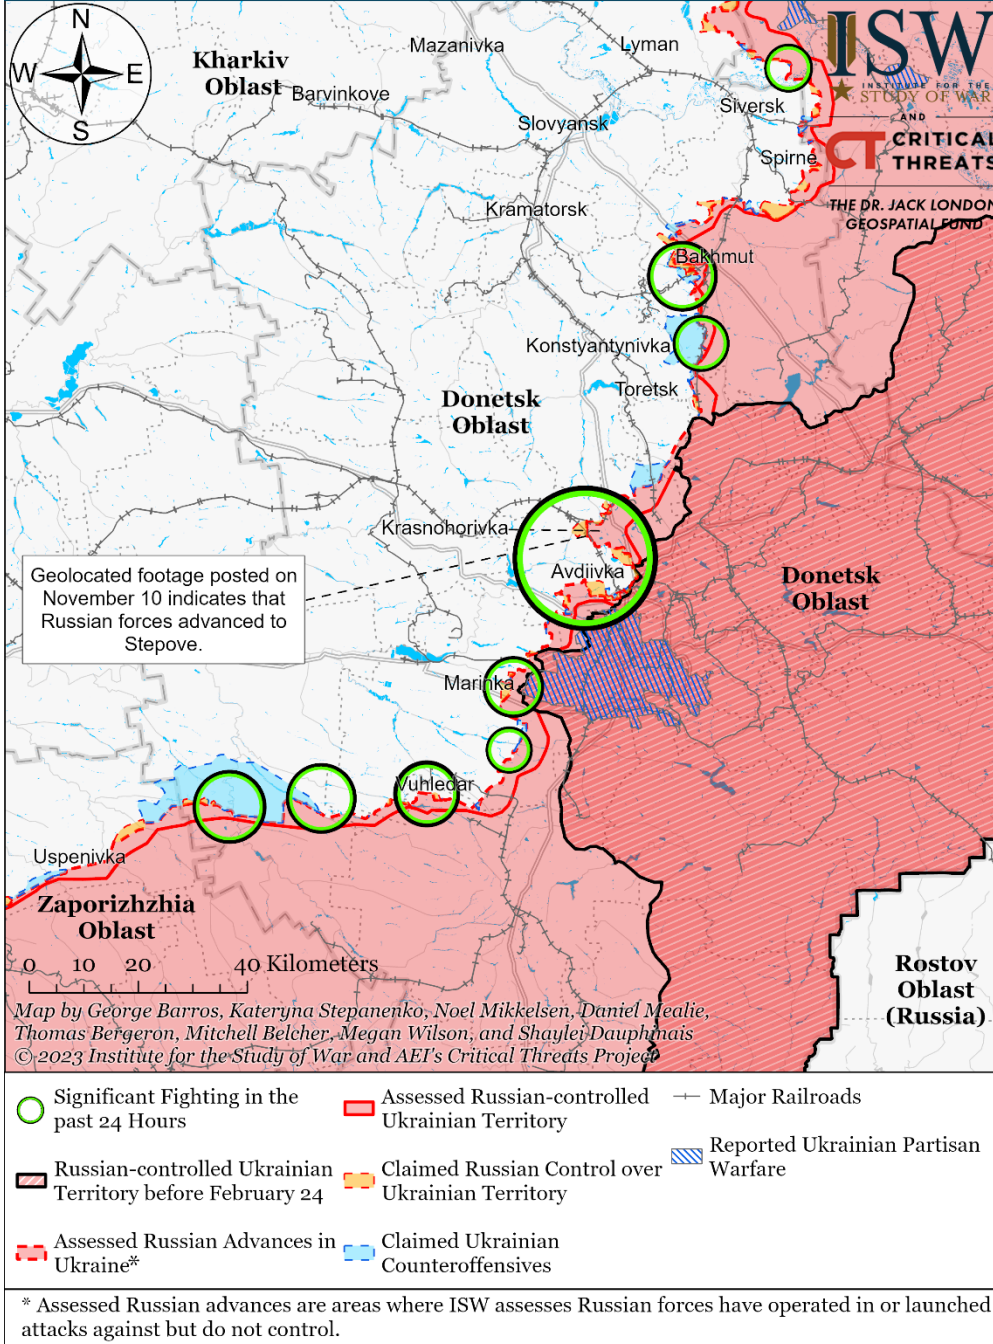 N
W
E
S
Kharkiv
Oblast
Mazanivka
Lyman
Barvinkove
Slovyansk
Siversk
ISW
INSTITUTE FOR THE
STUDY OF WAR
AND
CT CRITICAL
THREATS
Spirne
THE DR. JACK LONDON
GEOSPATIAL FUND
Kramatorsk
Bakhmut
Konstyantynivka
Toretsk
Donetsk
Oblast
Krasnohorivka
Avdiivka
Geolocated footage posted on
November 10 indicates that
Russian forces advanced to
Stepove.
Donetsk
Oblast
Marinka
Vuhledar
Uspenivka
Zaporizhzhia
Oblast
0 10 20 40 Kilometers
Rostov
Oblast
(Russia)
Map by George Barros, Kateryna Stepanenko, Noel Mikkelsen, Daniel Mealie,
Thomas Bergeron, Mitchell Belcher, Megan Wilson, and Shaylei Dauphinais
© 2023 Institute for the Study of War and AEI's Critical Threats Project
Significant Fighting in the
past 24 Hours
Assessed Russian-controlled
Ukrainian Territory
Major Railroads
Russian-controlled Ukrainian
Territory before February 24
Claimed Russian Control over
Ukrainian Territory
Reported Ukrainian Partisan
Warfare
Assessed Russian Advances in
Ukraine*
Claimed Ukrainian
Counteroffensives
* Assessed Russian advances are areas where ISW assesses Russian forces have operated in or launched
attacks against but do not control.